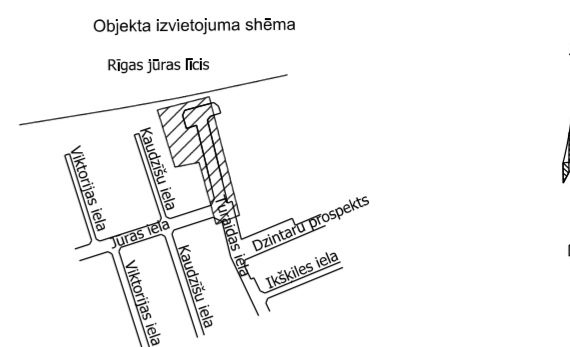 Objekta izvietojuma shēma
Rīgas jūras līcis
Viktorijas iela
Kaudzīšu iela
Jūras iela
Turaidas iela
Dzintaru prospekts
Viktorijas iela
Kaudzīšu iela
Ikškiles iela